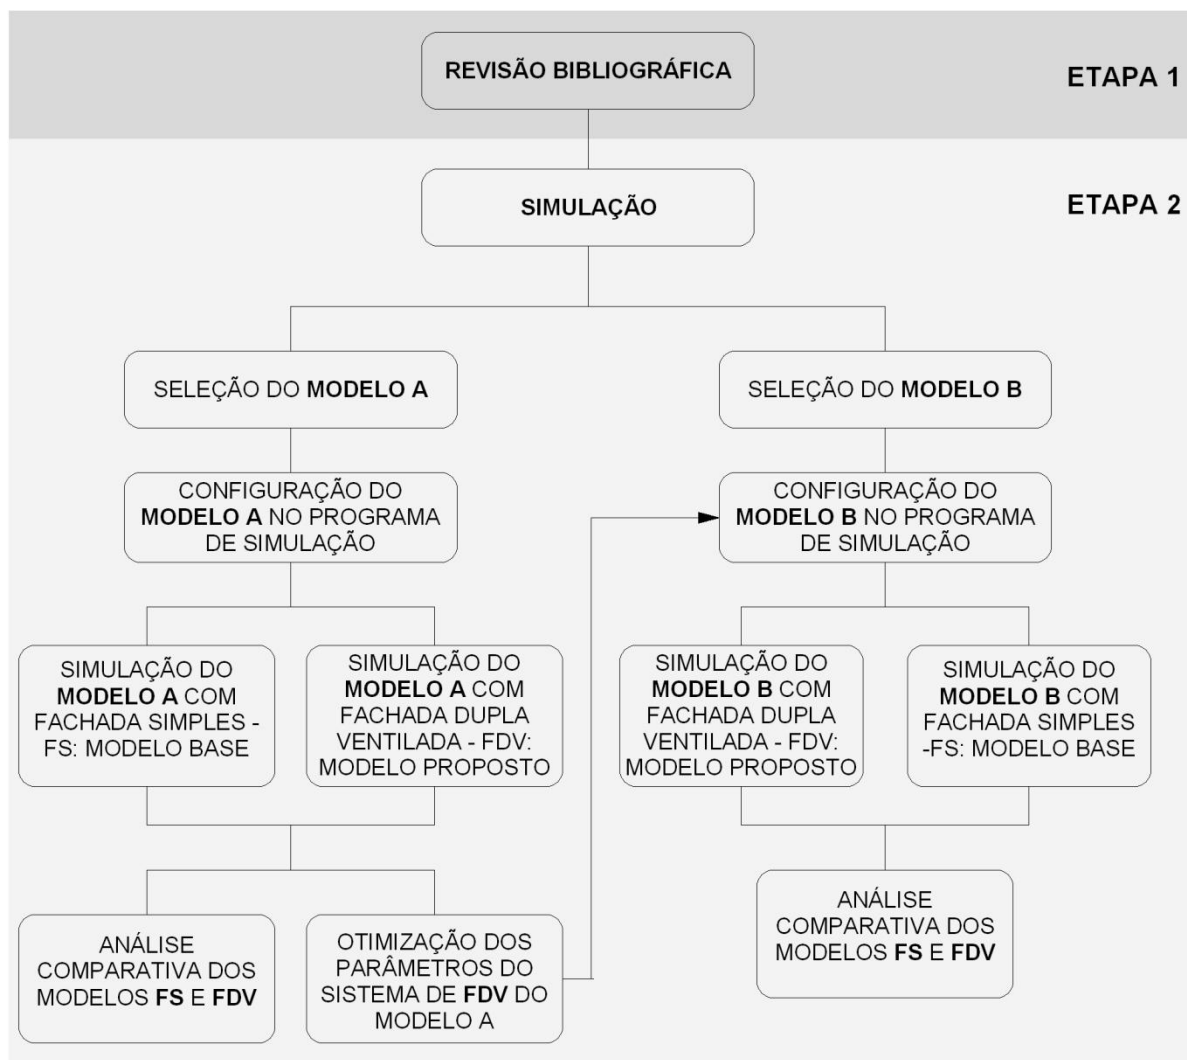 REVISÃO BIBLIOGRÁFICA
ETAPA 1
SIMULAÇÃO
ETAPA 2
SELEÇÃO DO MODELO A
SELEÇÃO DO MODELO B
CONFIGURAÇÃO DO
MODELO A NO PROGRAMA
DE SIMULAÇÃO
CONFIGURAÇÃO DO
MODELO B NO PROGRAMA
DE SIMULAÇÃO
SIMULAÇÃO DO
MODELO A COM
FACHADA SIMPLES -
FS: MODELO BASE
SIMULAÇÃO DO
MODELO A COM
FACHADA DUPLA
VENTILADA - FDV:
MODELO PROPOSTO
SIMULAÇÃO DO
MODELO B COM
FACHADA DUPLA
VENTILADA - FDV:
MODELO PROPOSTO
SIMULAÇÃO DO
MODELO B COM
FACHADA SIMPLES
-FS: MODELO BASE
ANÁLISE
COMPARATIVA DOS
MODELOS FS E FDV
OTIMIZAÇÃO DOS
PARÂMETROS DO
SISTEMA DE FDV DO
MODELO A
ANÁLISE
COMPARATIVA DOS
MODELOS FS E FDV